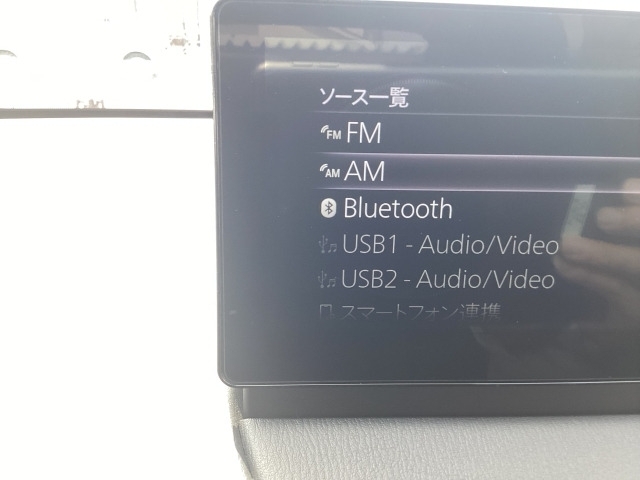 ソース一覧
FM FM
AM AM
Bluetooth
USB1 - Audio/Video
USB2 - Audio/Video
スマートフォン連携